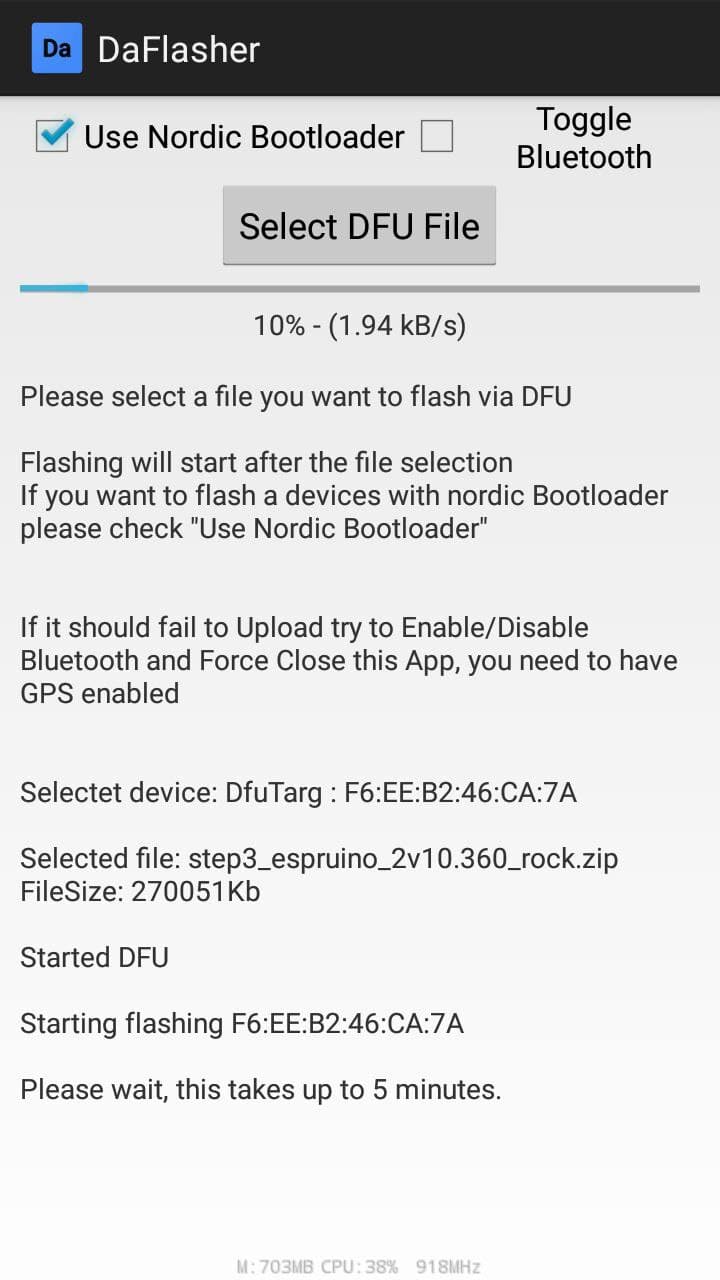 Da DaFlasher
Use Nordic Bootloader
Toggle
Bluetooth
Select DFU File
10% - (1.94 kB/s)
Please select a file you want to flash via DFU
Flashing will start after the file selection
If you want to flash a devices with nordic Bootloader
please check "Use Nordic Bootloader"
If it should fail to Upload try to Enable/Disable
Bluetooth and Force Close this App, you need to have
GPS enabled
Selectet device: DfuTarg : F6:EE:B2:46:CA:7A
Selected file: step3_espruino_2v10.360_rock.zip
FileSize: 270051Kb
Started DFU
Starting flashing F6:EE:B2:46:CA:7A
Please wait, this takes up to 5 minutes.
M:703MB CPU:38% 918MHz